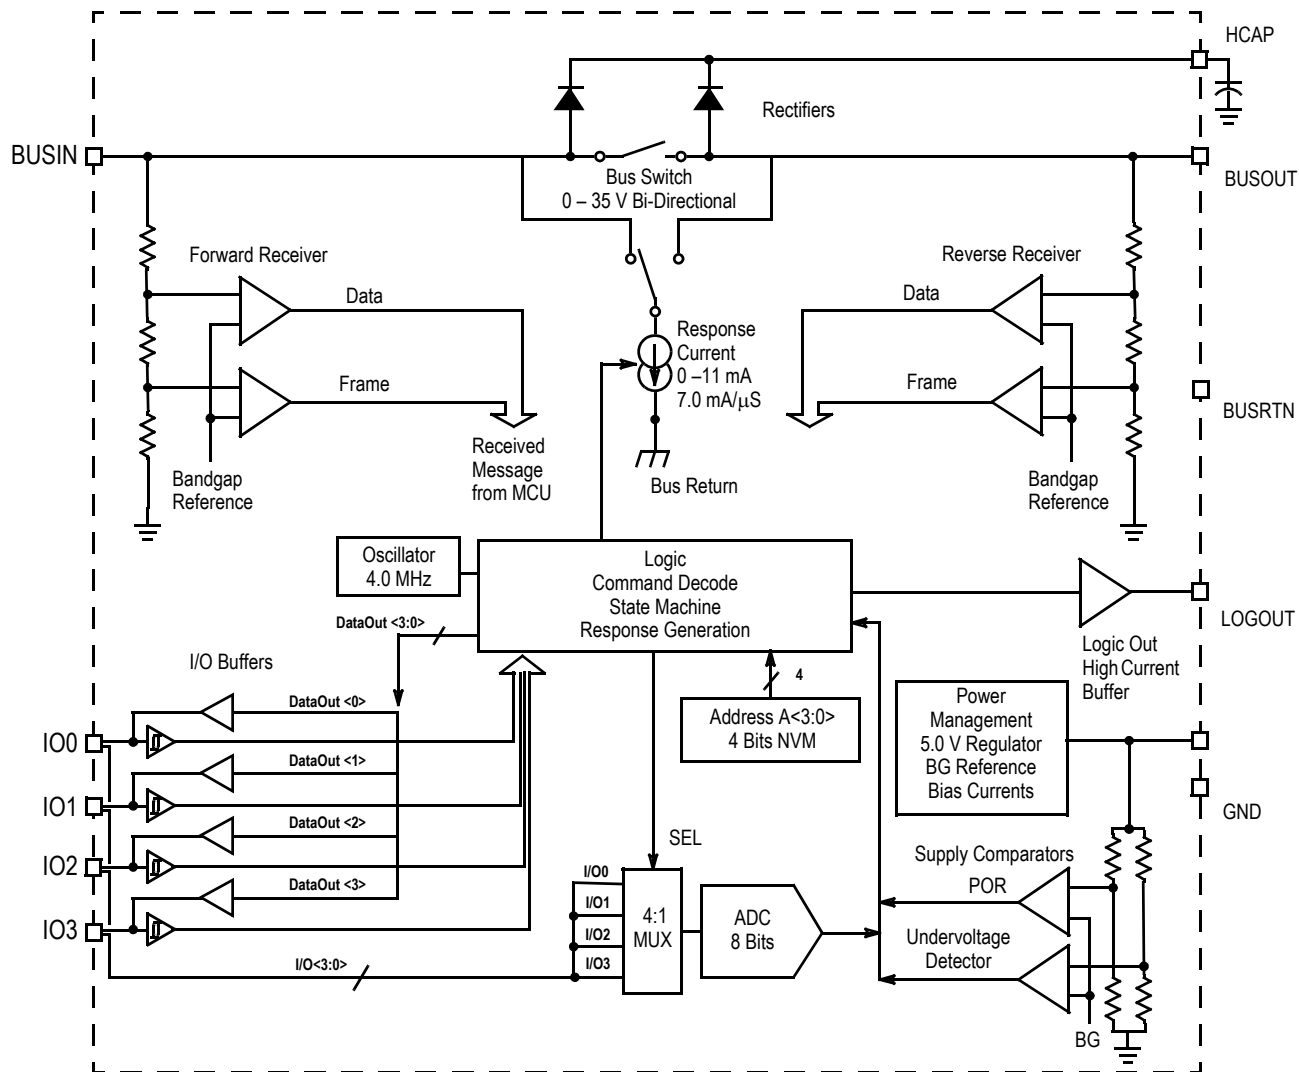 HCAP
Rectifiers
BUSIN
Bus Switch
0 – 35 V Bi-Directional
BUSOUT
Forward Receiver
Reverse Receiver
Data
Data
Response
Current
0 –11 mA
7.0 mA/µS
Frame
Frame
BUSRTN
Received
Message
from MCU
Bandgap
Reference
Bus Return
Bandgap
Reference
Oscillator
4.0 MHz
Logic
Command Decode
State Machine
Response Generation
LOGOUT
DataOut <3:0>
Logic Out
High Current
Buffer
I/O Buffers
4
Address A<3:0>
4 Bits NVM
Power
Management
5.0 V Regulator
BG Reference
Bias Currents
DataOut <0>
IO0
DataOut <1>
IO1
GND
DataOut <2>
SEL
IO2
Supply Comparators
POR
DataOut <3>
I/O0
I/O1
I/O2
I/O3
4:1
MUX
ADC
8 Bits
IO3
Undervoltage
Detector
I/O<3:0>
BG